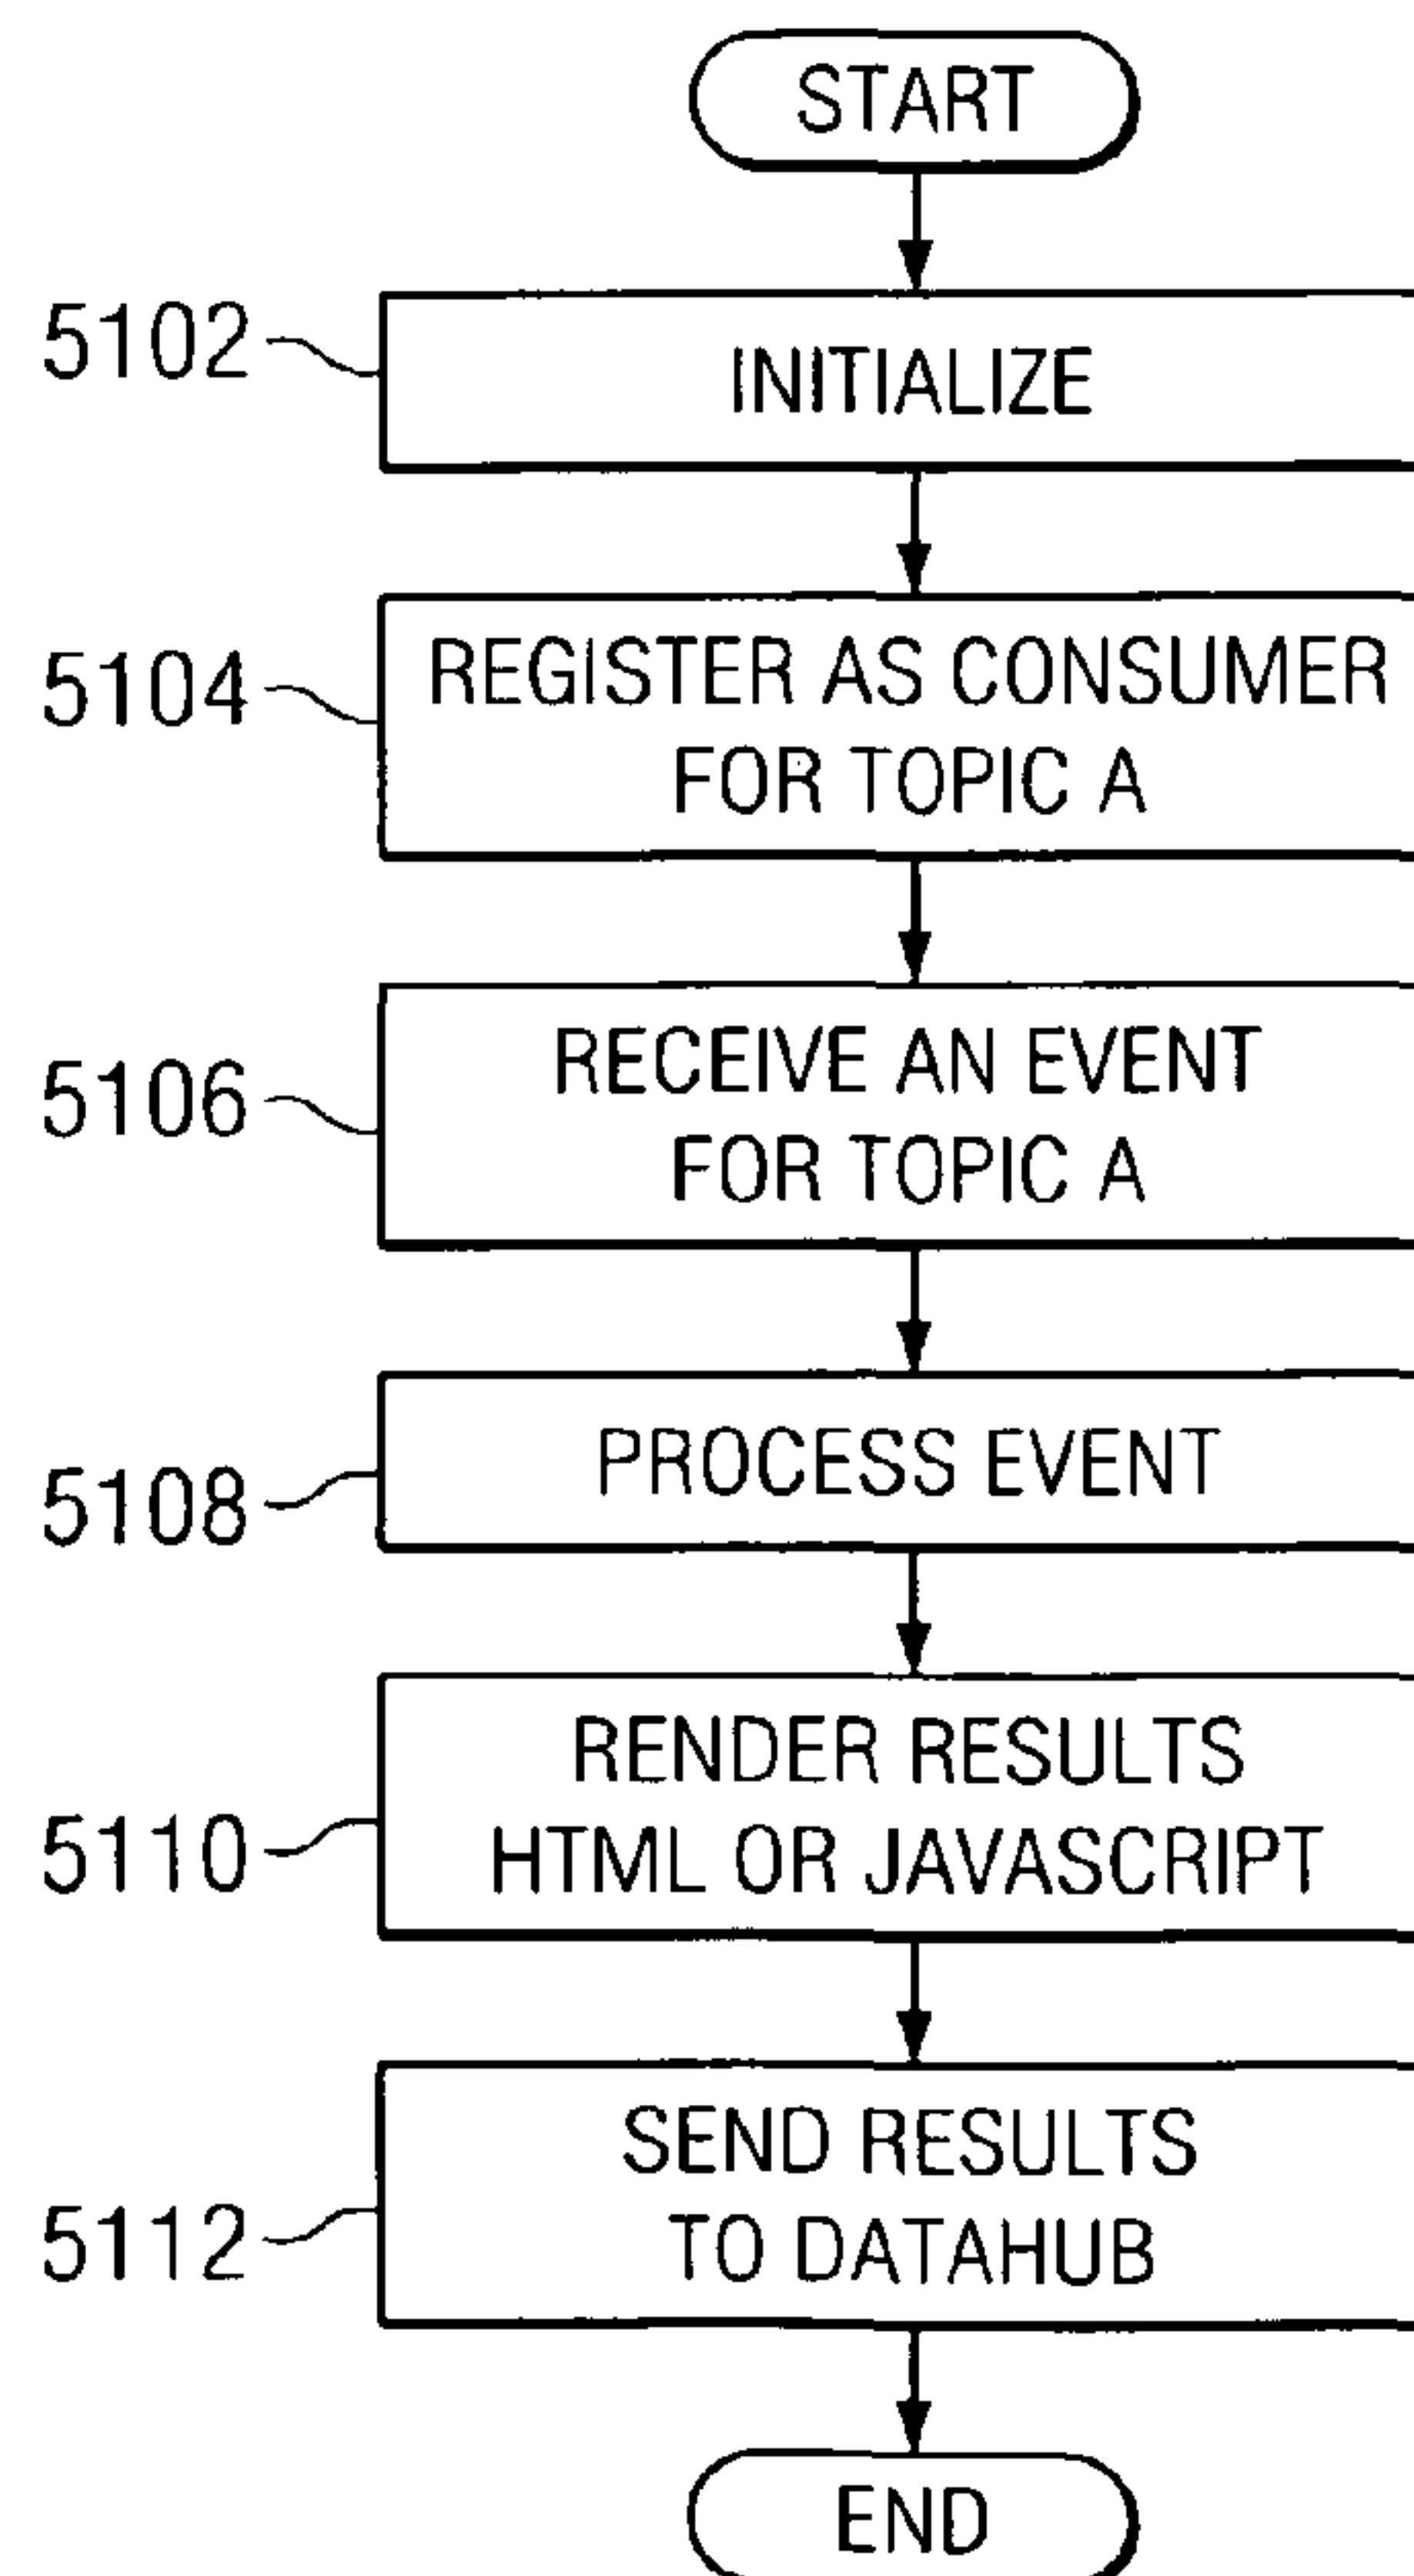 START
5102
INITIALIZE
5104
REGISTER AS CONSUMER
FOR TOPIC A
5106
RECEIVE AN EVENT
FOR TOPIC A
5108
PROCESS EVENT
5110
RENDER RESULTS
HTML OR JAVASCRIPT
5112
SEND RESULTS
TO DATAHUB
END